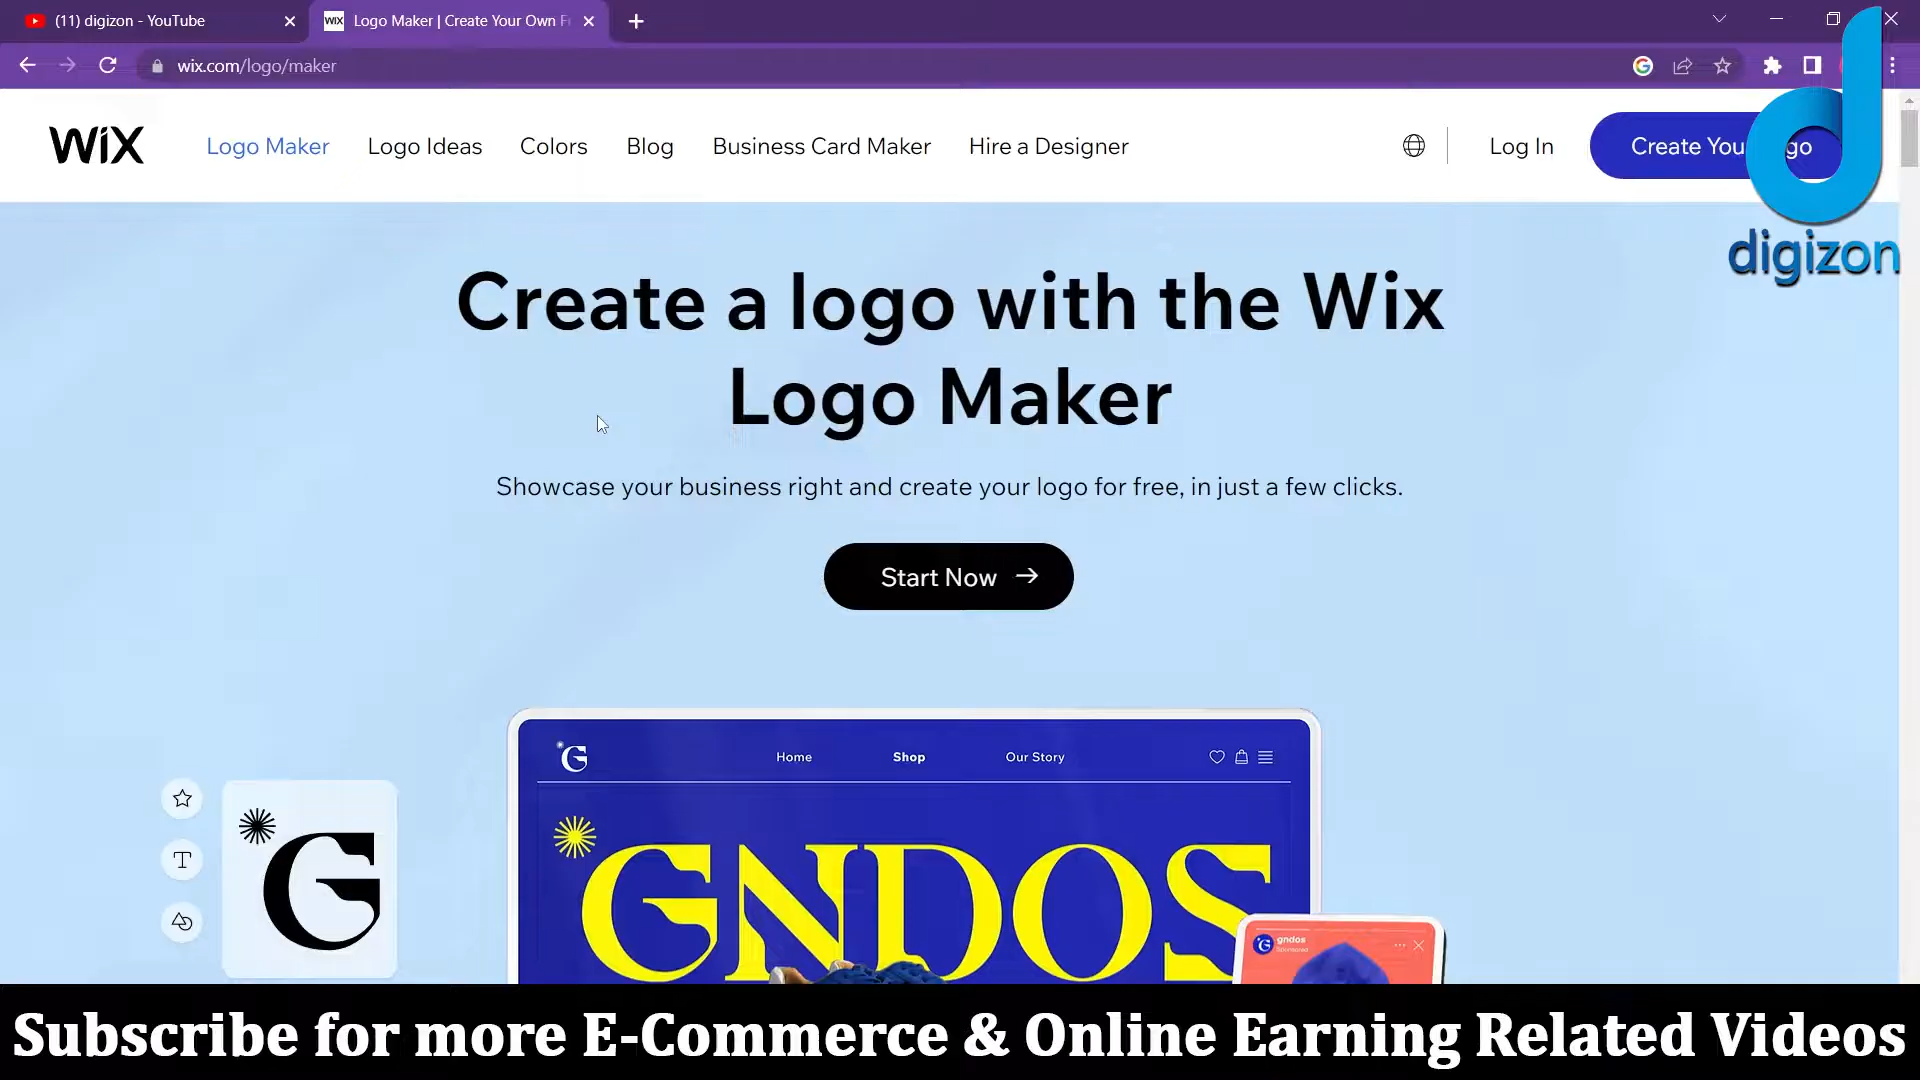 (11) digizon - YouTube
WiX Logo Maker | Create Your Own F
wix.com/logo/maker
WiX
Logo Maker
Logo Ideas
Colors
Blog
Business Card Maker
Hire a Designer
Log In
Create You go
digizon
Create a logo with the Wix
Logo Maker
Showcase your business right and create your logo for free, in just a few clicks.
Start Now
G
Home
Shop
Our Story
T
G
GNDOS
gndos
Sponsored
Subscribe for more E-Commerce & Online Earning Related Videos